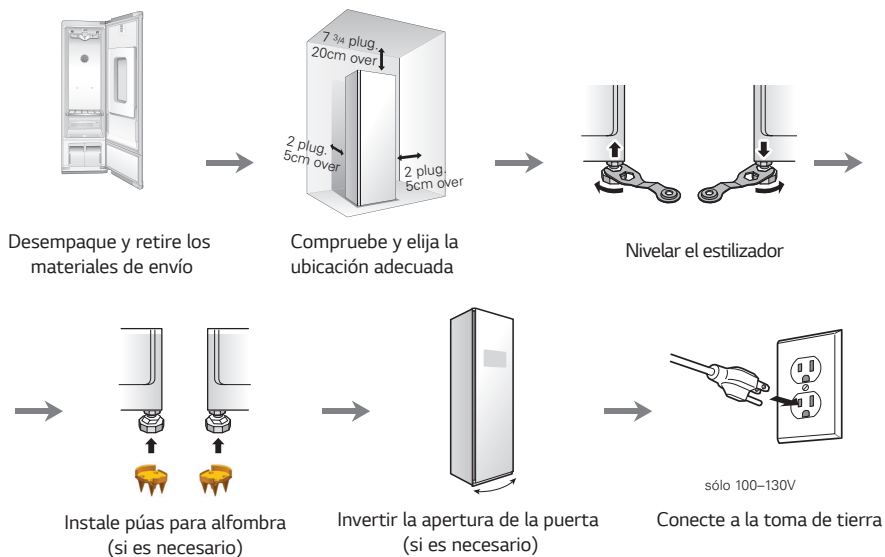 7 3/4 plug.
20cm over
2 plug.
5cm over
2 plug.
5cm over
Desempaque y retire los
materiales de envío
Compruebe y elija la
ubicación adecuada
Nivelar el estilizador
sólo 100–130V
Instale púas para alfombra
(si es necesario)
Invertir la apertura de la puerta
(si es necesario)
Conecte a la toma de tierra